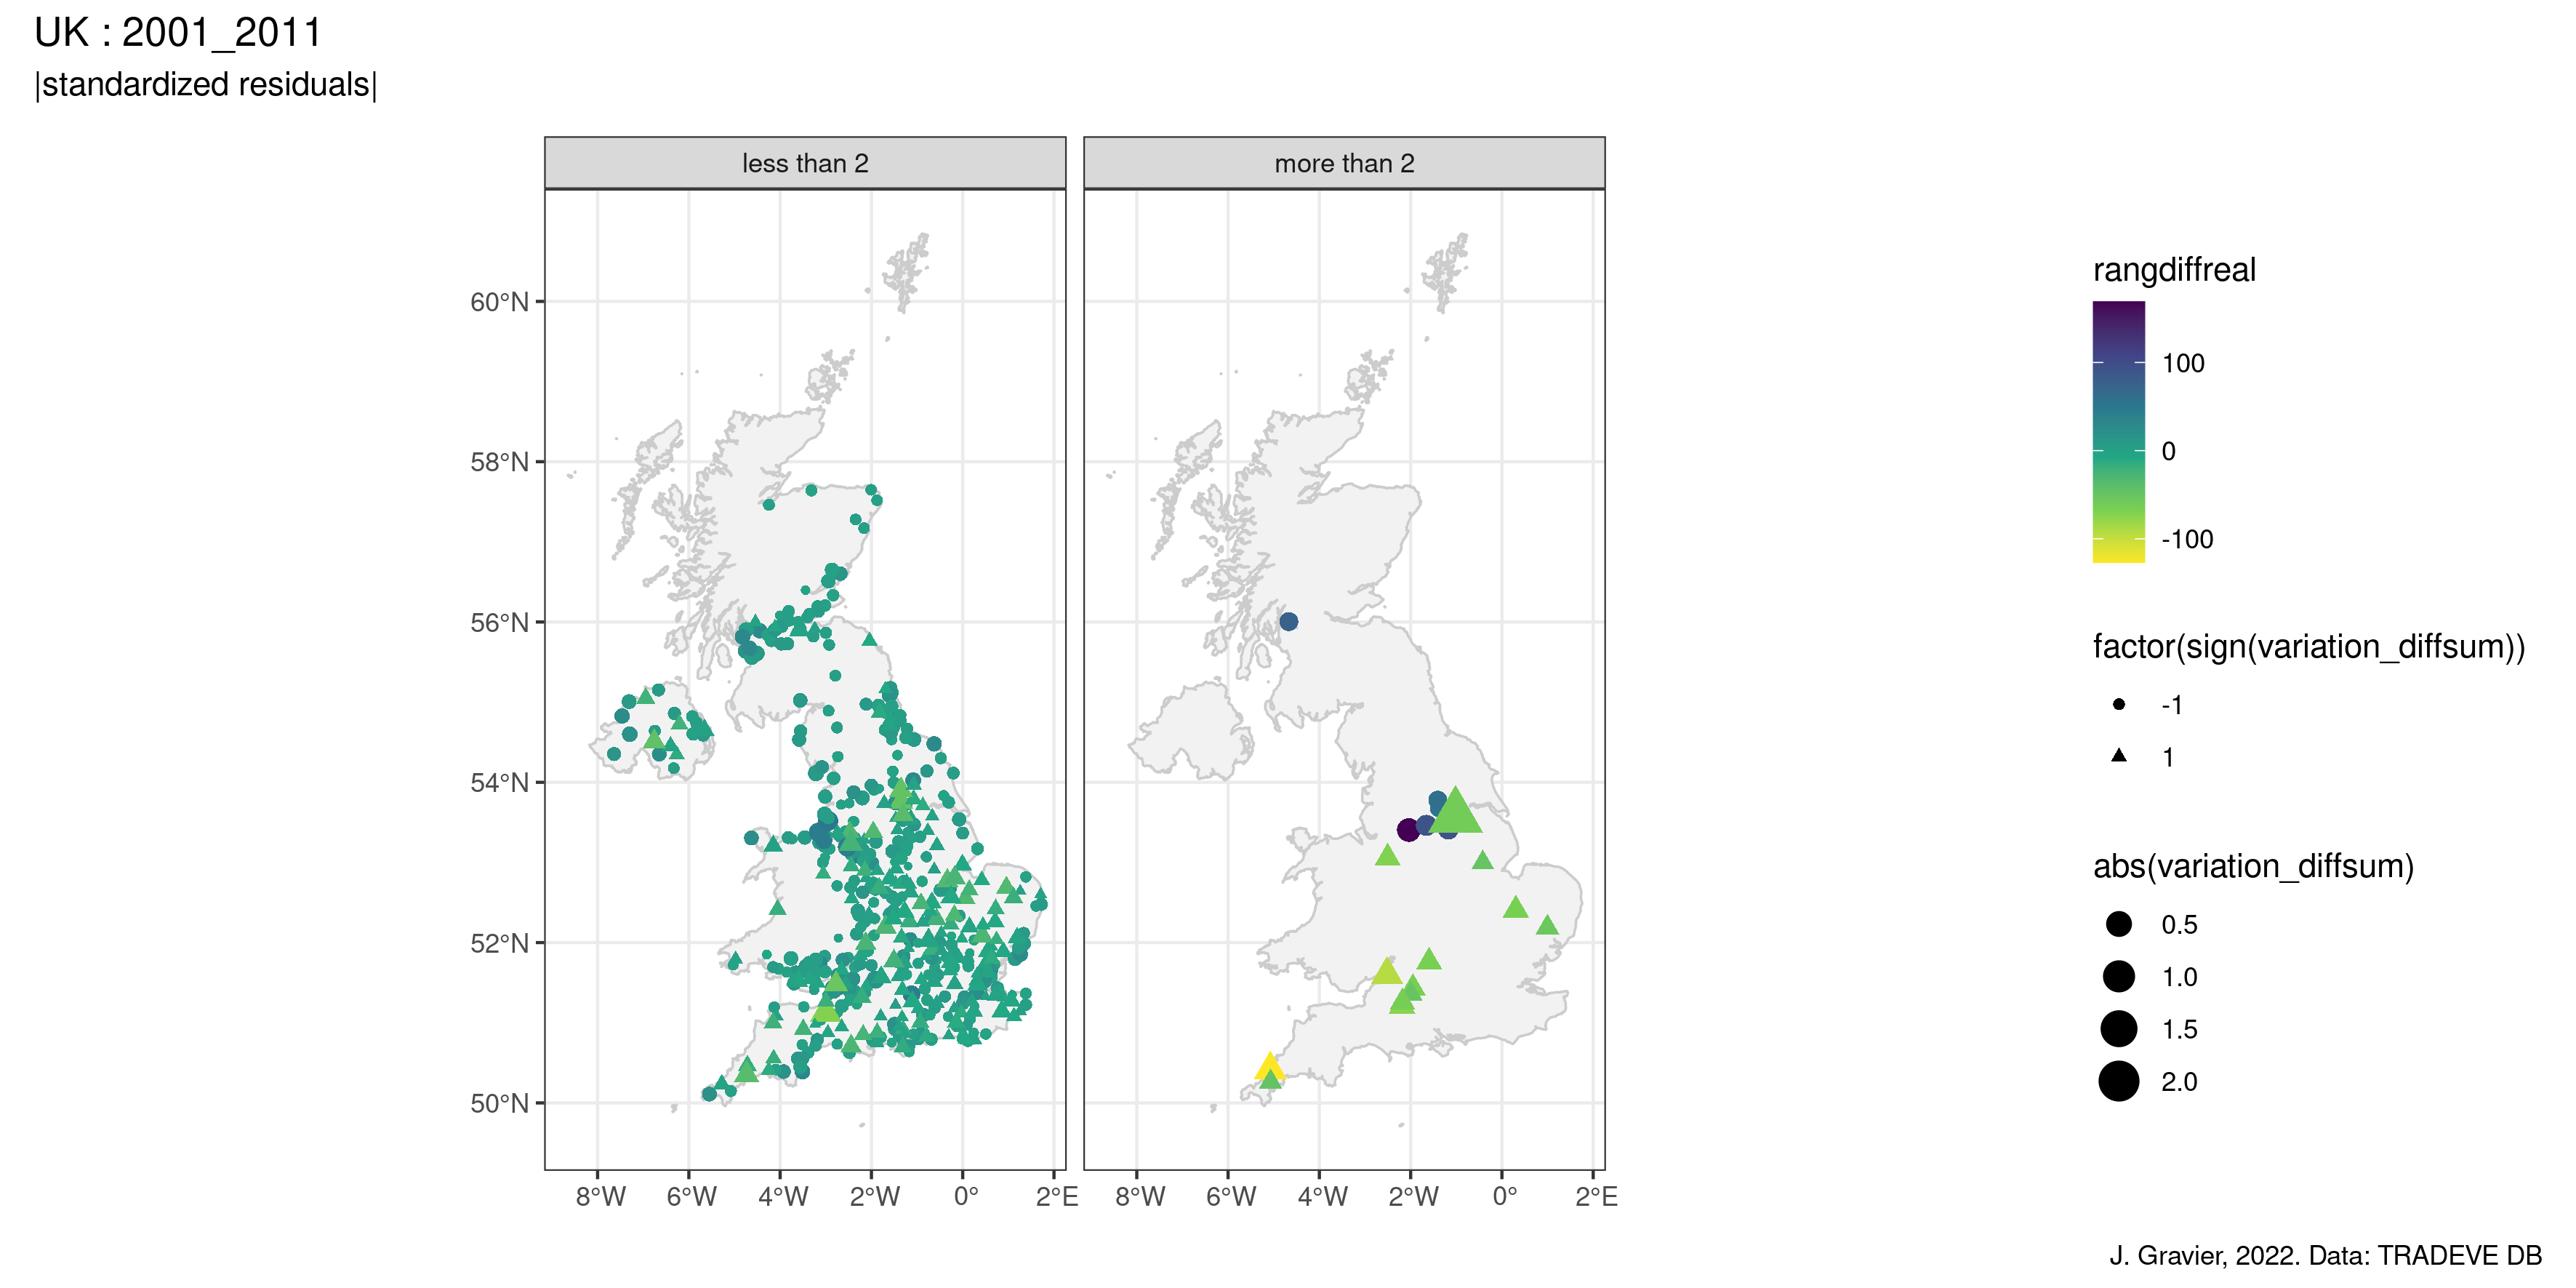 UK : 2001_2011
|standardized residuals|
less than 2
more than 2
60°N
58°N
56°N
54°N
52°N
50°N
8°W 6°W 4°W 2°W 0° 2°E
8°W 6°W 4°W 2°W 0° 2°E
rangdiffreal
100
0
-100
factor(sign(variation_diffsum))
-1
1
abs(variation_diffsum)
0.5
1.0
1.5
2.0
J. Gravier, 2022. Data: TRADEVE DB